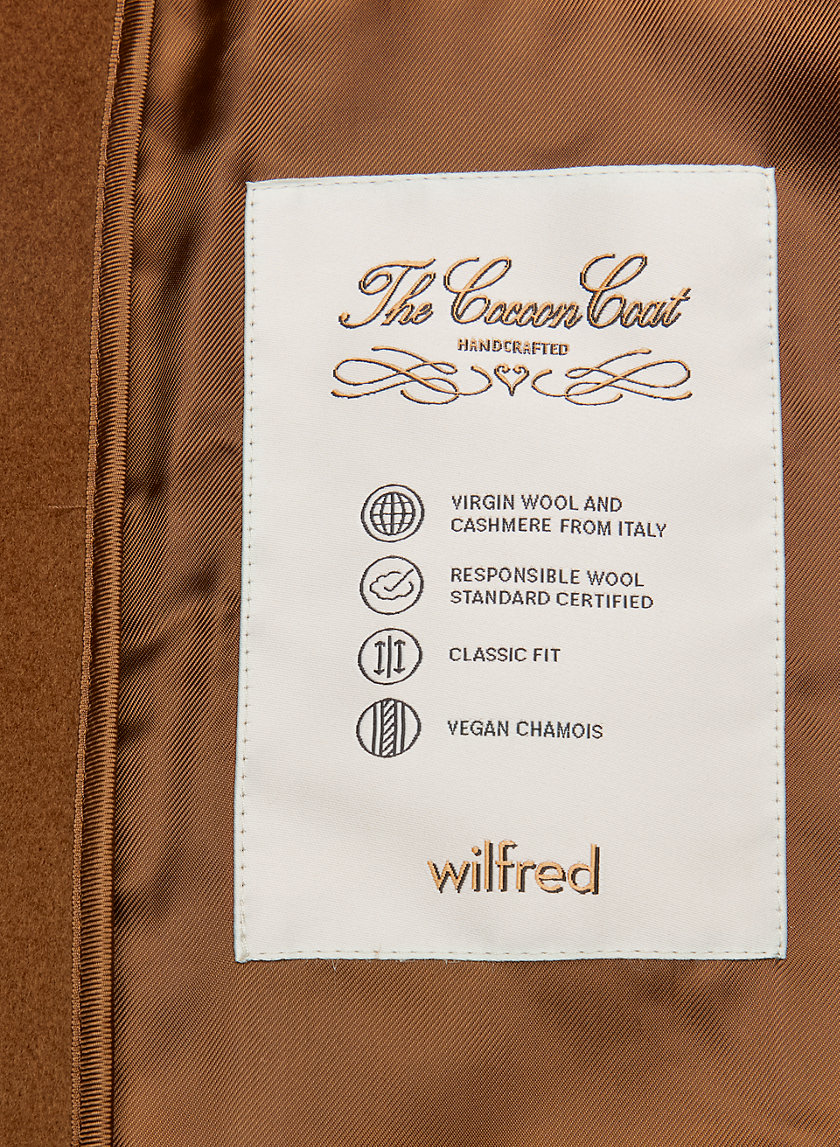 The Cocoon Coat
HANDCRAFTED
VIRGIN WOOL AND
CASHMERE FROM ITALY
RESPONSIBLE WOOL
STANDARD CERTIFIED
CLASSIC FIT
VEGAN CHAMOIS
wilfred